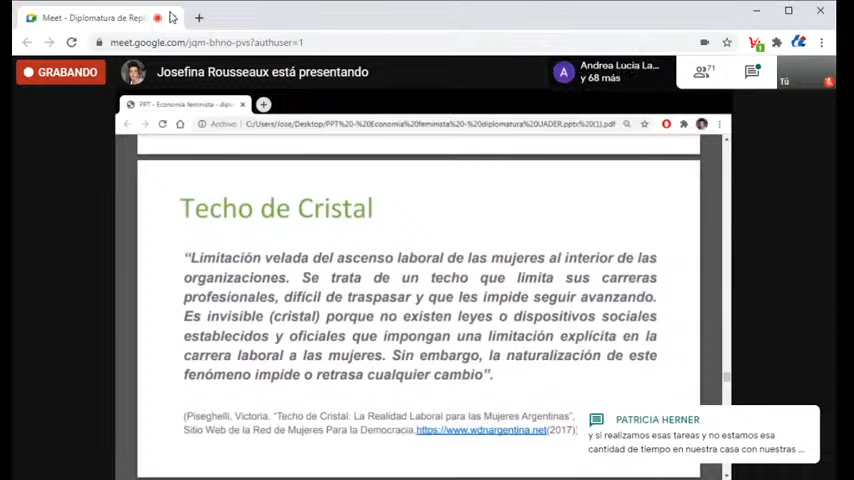 Meet - Diplomatura de Repr
meet.google.com/jqm-bhno-pvs?authuser=1
GRABANDO
Josefina Rousseaux está presentando
A
Andrea Lucia La...
y 68 más
71
Tú
PPT - Economía feminista - diplo
Archivo | C:/Users/Jose/Desktop/PPT%20-%20Economia%20feminista%20-%20diplomatura%20UADER.pptx%20(1).pdf
Techo de Cristal
“Limitación velada del ascenso laboral de las mujeres al interior de las
organizaciones. Se trata de un techo que limita sus carreras
profesionales, difícil de traspasar y que les impide seguir avanzando.
Es invisible (cristal) porque no existen leyes o dispositivos sociales
establecidos y oficiales que impongan una limitación explícita en la
carrera laboral a las mujeres. Sin embargo, la naturalización de este
fenómeno impide o retrasa cualquier cambio”.
(Piseghelli, Victoria. “Techo de Cristal: La Realidad Laboral para las Mujeres Argentinas”,
Sitio Web de la Red de Mujeres Para la Democracia,https://www.wdnargentina.net(2017)
PATRICIA HERNER
y si realizamos esas tareas y no estamos esa
cantidad de tiempo en nuestra casa con nuestras ...